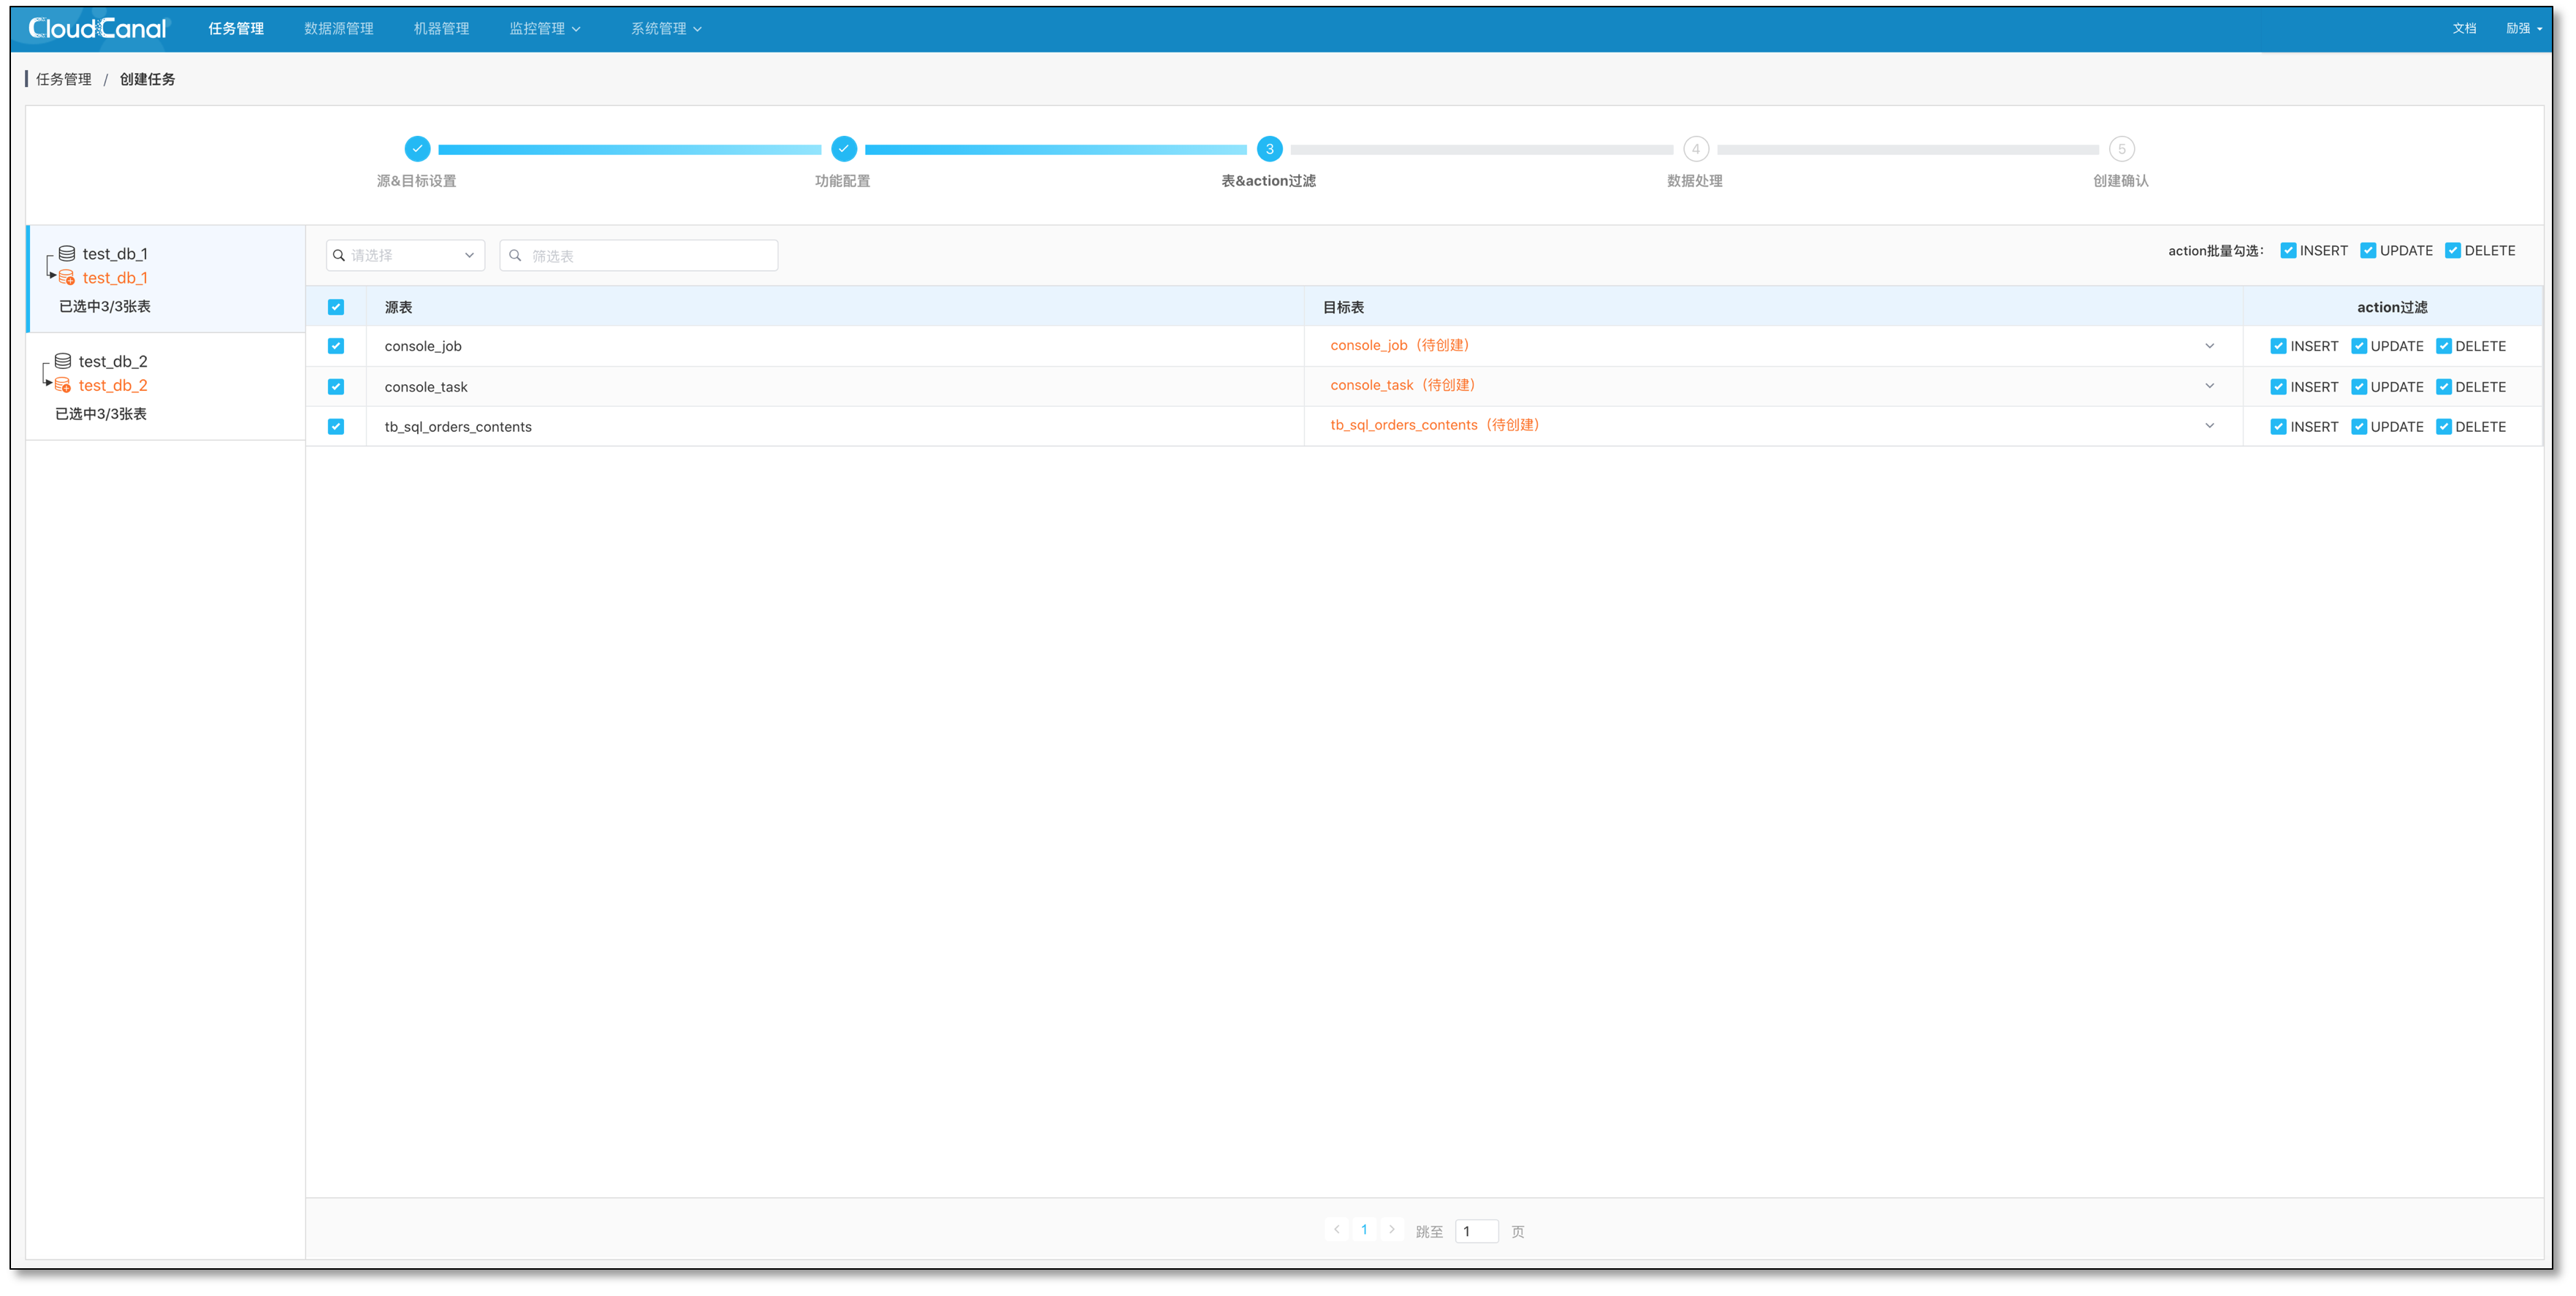 CloudCanal 任务管理 数据源管理 机器管理 监控管理 系统管理 文档 励强
任务管理 / 创建任务
3 4 5
源&目标设置 功能配置 表&action过滤 数据处理 创建确认
test_db_1
test_db_1
已选中3/3张表
test_db_2
test_db_2
已选中3/3张表
请选择 筛选表 action批量勾选: INSERT UPDATE DELETE
源表 目标表 action过滤
console_job console_job（待创建） INSERT UPDATE DELETE
console_task console_task（待创建） INSERT UPDATE DELETE
tb_sql_orders_contents tb_sql_orders_contents（待创建） INSERT UPDATE DELETE
1 跳至 1 页